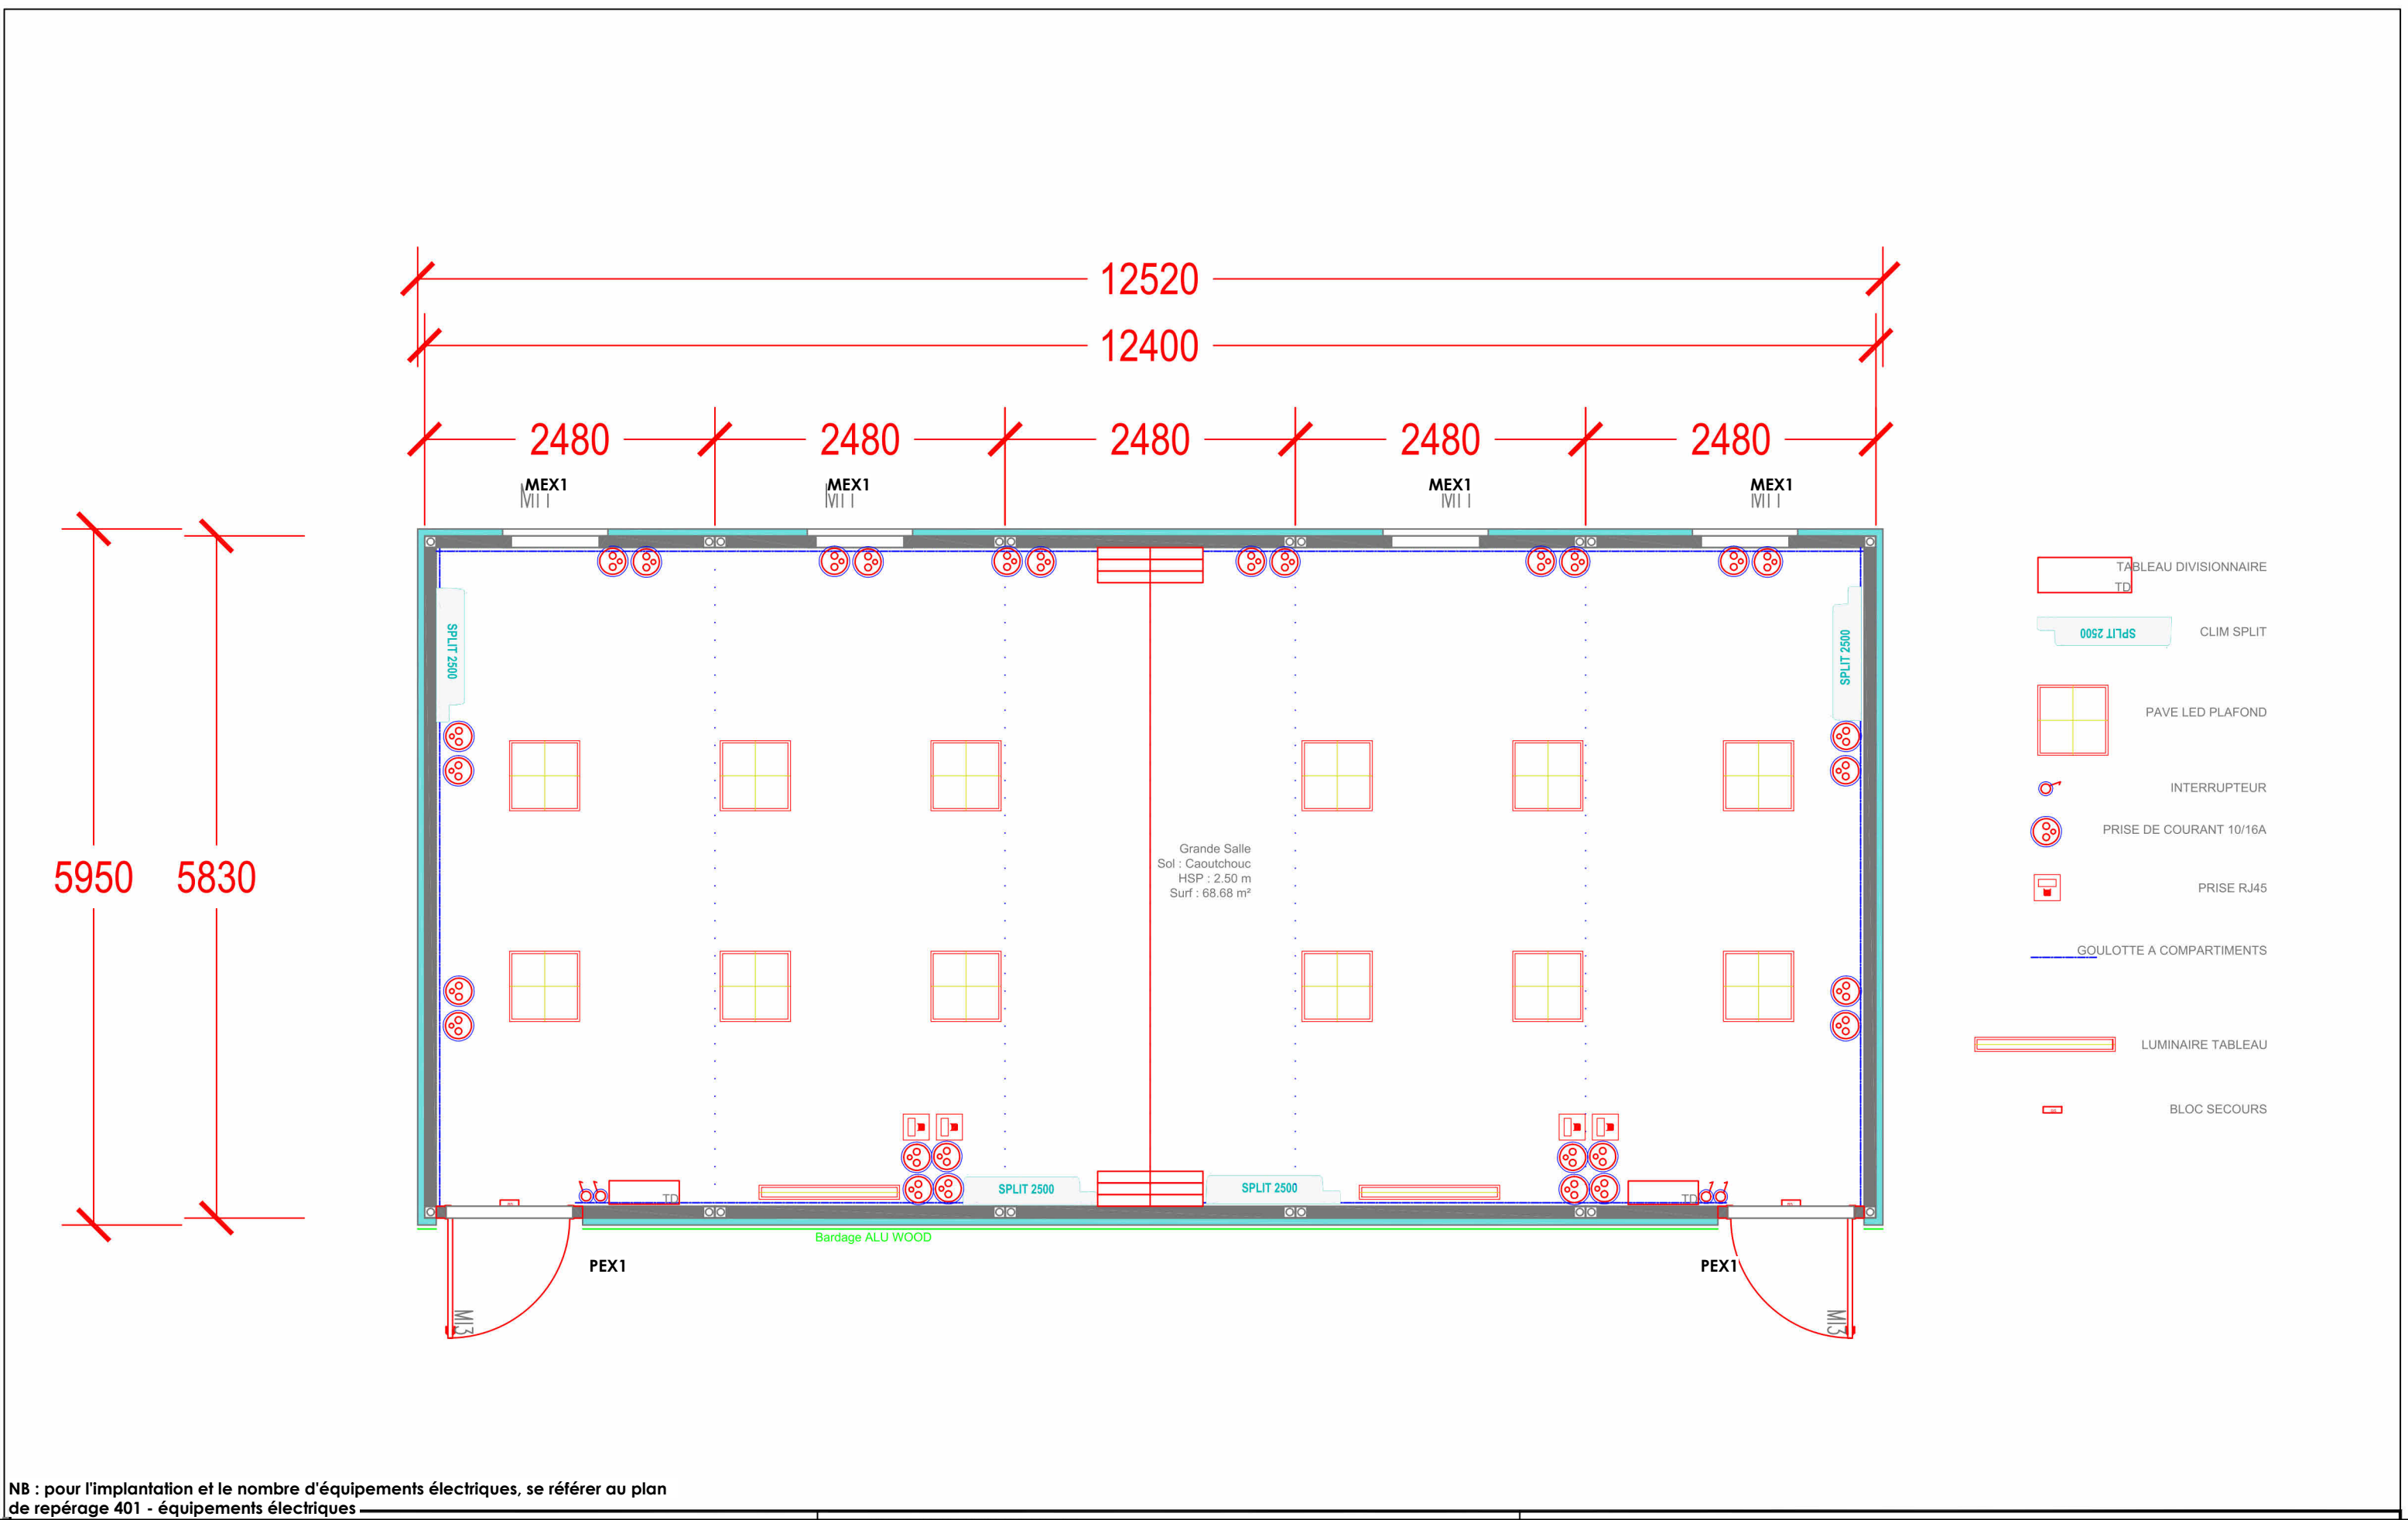 12520
12400
2480
2480
2480
2480
2480
MEX1
MEX1
MEX1
MEX1
5950
5830
SPLIT 2500
SPLIT 2500
TABLEAU DIVISIONNAIRE
TD
SPLIT 2500
CLIM SPLIT
PAVE LED PLAFOND
INTERRUPTEUR
PRISE DE COURANT 10/16A
PRISE RJ45
GOULOTTE A COMPARTIMENTS
LUMINAIRE TABLEAU
BLOC SECOURS
Grande Salle
Sol : Caoutchouc
HSP : 2.50 m
Surf : 68.68 m²
TD
SPLIT 2500
SPLIT 2500
TD
Bardage ALU WOOD
PEX1
PEX1
MI3
MI3
NB : pour l'implantation et le nombre d'équipements électriques, se référer au plan
de repérage 401 - équipements électriques